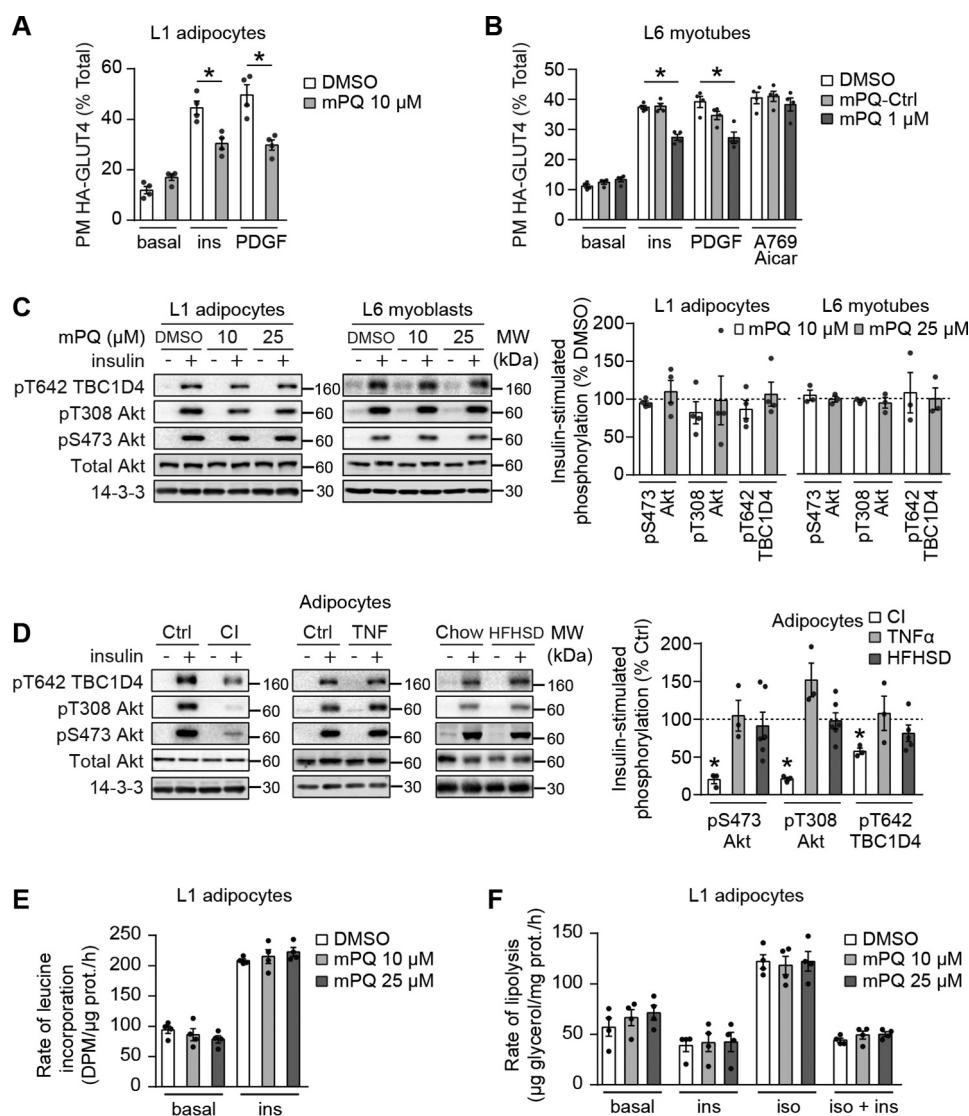 A
L1 adipocytes
PM HA-GLUT4 (% Total)
80
60
40
20
0
*
*
DMSO
mPQ 10 µM
basal
ins
PDGF
B
L6 myotubes
PM HA-GLUT4 (% Total)
50
40
30
20
10
0
*
*
DMSO
mPQ-Ctrl
mPQ 1 µM
basal
ins
PDGF
A769
Aicar
C
L1 adipocytes
L6 myoblasts
mPQ (µM) DMSO 10 25
DMSO 10 25
MW
(kDa)
insulin - + - + - +
- + - + - +
pT642 TBC1D4
160
160
pT308 Akt
60
60
pS473 Akt
60
60
Total Akt
60
60
14-3-3
30
30
L1 adipocytes
L6 myotubes
mPQ 10 µM
mPQ 25 µM
Insulin-stimulated
phosphorylation (% DMSO)
200
150
100
50
0
pS473
Akt
pT308
Akt
pT642
TBC1D4
pS473
Akt
pT308
Akt
pT642
TBC1D4
D
Adipocytes
Ctrl CI
Ctrl TNF
Chow HFHSD
MW
(kDa)
insulin - + - +
- + - +
- + - +
pT642 TBC1D4
160
160
160
pT308 Akt
60
60
60
pS473 Akt
60
60
60
Total Akt
60
60
60
14-3-3
30
30
30
Adipocytes
CI
TNFα
HFHSD
Insulin-stimulated
phosphorylation (% Ctrl)
200
150
100
50
0
*
*
*
pS473
Akt
pT308
Akt
pT642
TBC1D4
E
L1 adipocytes
Rate of leucine
incorporation
(DPM/µg prot./h)
250
200
150
100
50
0
DMSO
mPQ 10 µM
mPQ 25 µM
basal
ins
F
L1 adipocytes
Rate of lipolysis
(µg glycerol/mg prot./h)
150
100
50
0
DMSO
mPQ 10 µM
mPQ 25 µM
basal
ins
iso
iso + ins